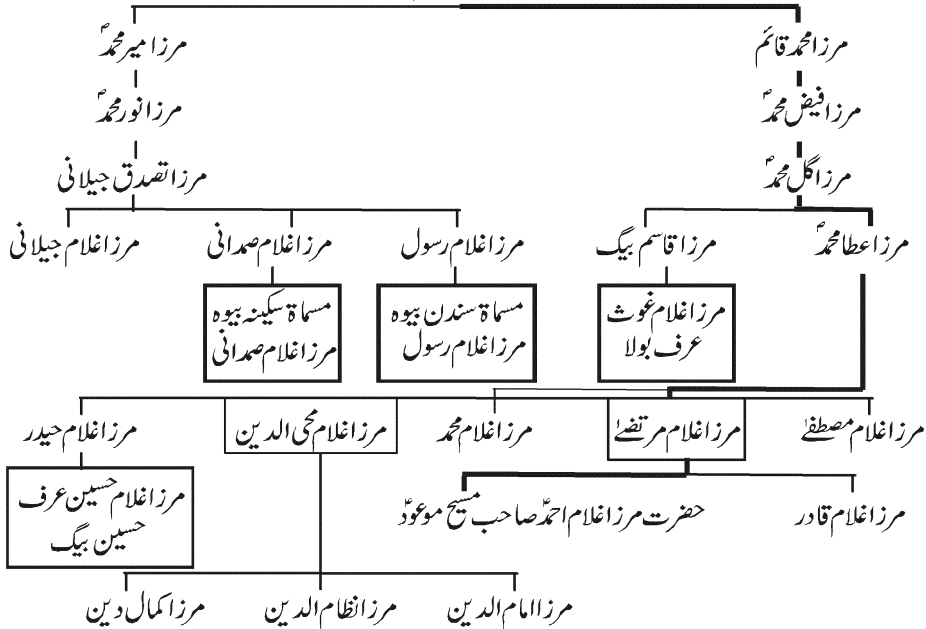 مرزا محمد قائم
مرزا میر محمدؐ
مرزا فیض محمدؐ
مرزا نور محمدؐ
مرزا گل محمدؐ
مرزا تصدق جیلانی
مرزا عطا محمدؐ
مرزا قاسم بیگ
مرزا غلام رسول
مرزا غلام صمدانی
مرزا غلام جیلانی
مرزا غلام غوث
عرف بولا
مسماۃ سندن بیوہ
مرزا غلام رسول
مسماۃ سکینہ بیوہ
مرزا غلام صمدانی
مرزا غلام مصطفےٰ
مرزا غلام مرتضےٰ
مرزا غلام محمد
مرزا غلام محی الدین
مرزا غلام حیدر
مرزا غلام حسین عرف
حسین بیگ
مرزا غلام قادر
حضرت مرزا غلام احمدؑ صاحب مسیح موعودؑ
مرزا امام الدین
مرزا نظام الدین
مرزا کمال دین